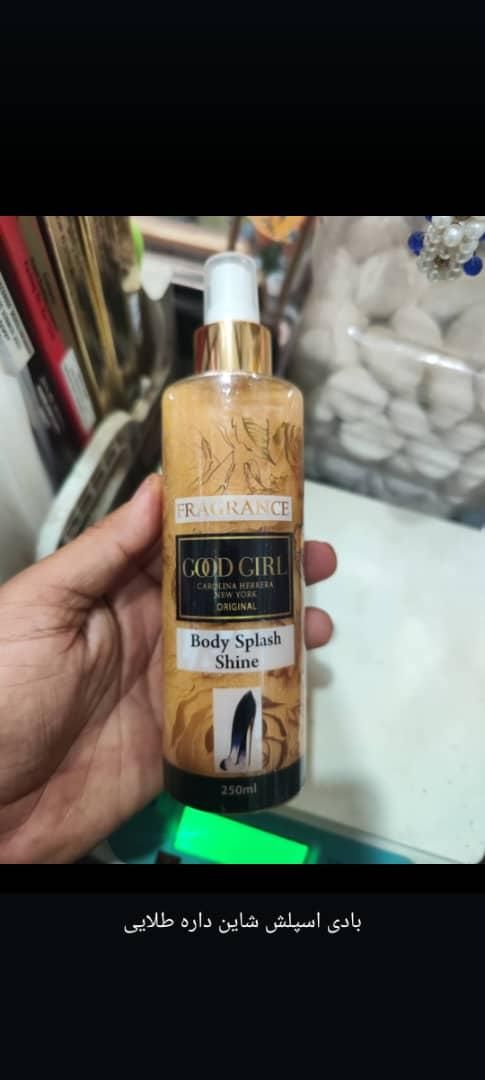 FRAGRANCE
GOOD GIRL
CAROLINA HERRERA
NEW YORK
ORIGINAL
Body Splash
Shine
250ml
بادی اسپلش شاین داره طلایی